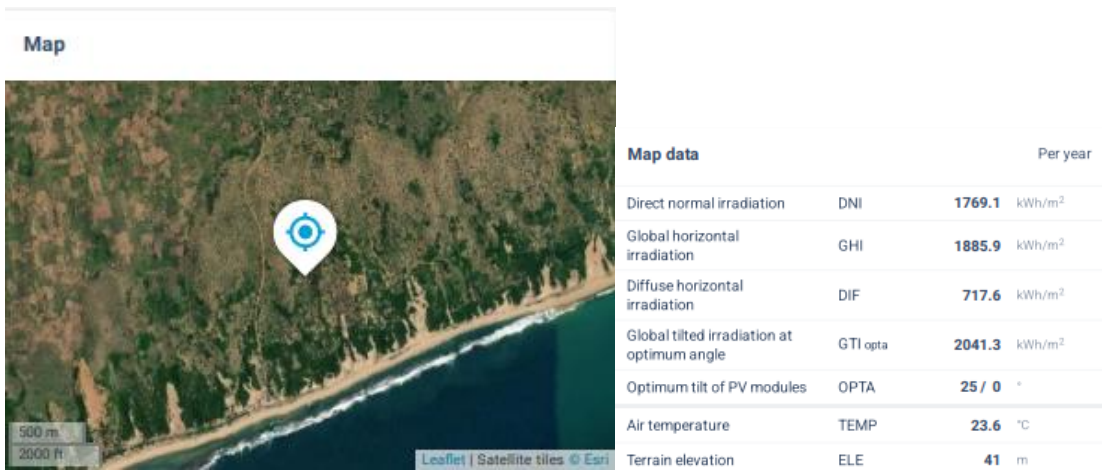 Map
500 m
2000 ft
Leaflet | Satellite tiles © Esri
Map data Per year
Direct normal irradiation DNI 1769.1 kWh/m²
Global horizontal
irradiation GHI 1885.9 kWh/m²
Diffuse horizontal
irradiation DIF 717.6 kWh/m²
Global tilted irradiation at
optimum angle GTI opta 2041.3 kWh/m²
Optimum tilt of PV modules OPTA 25 / 0 °
Air temperature TEMP 23.6 °C
Terrain elevation ELE 41 m